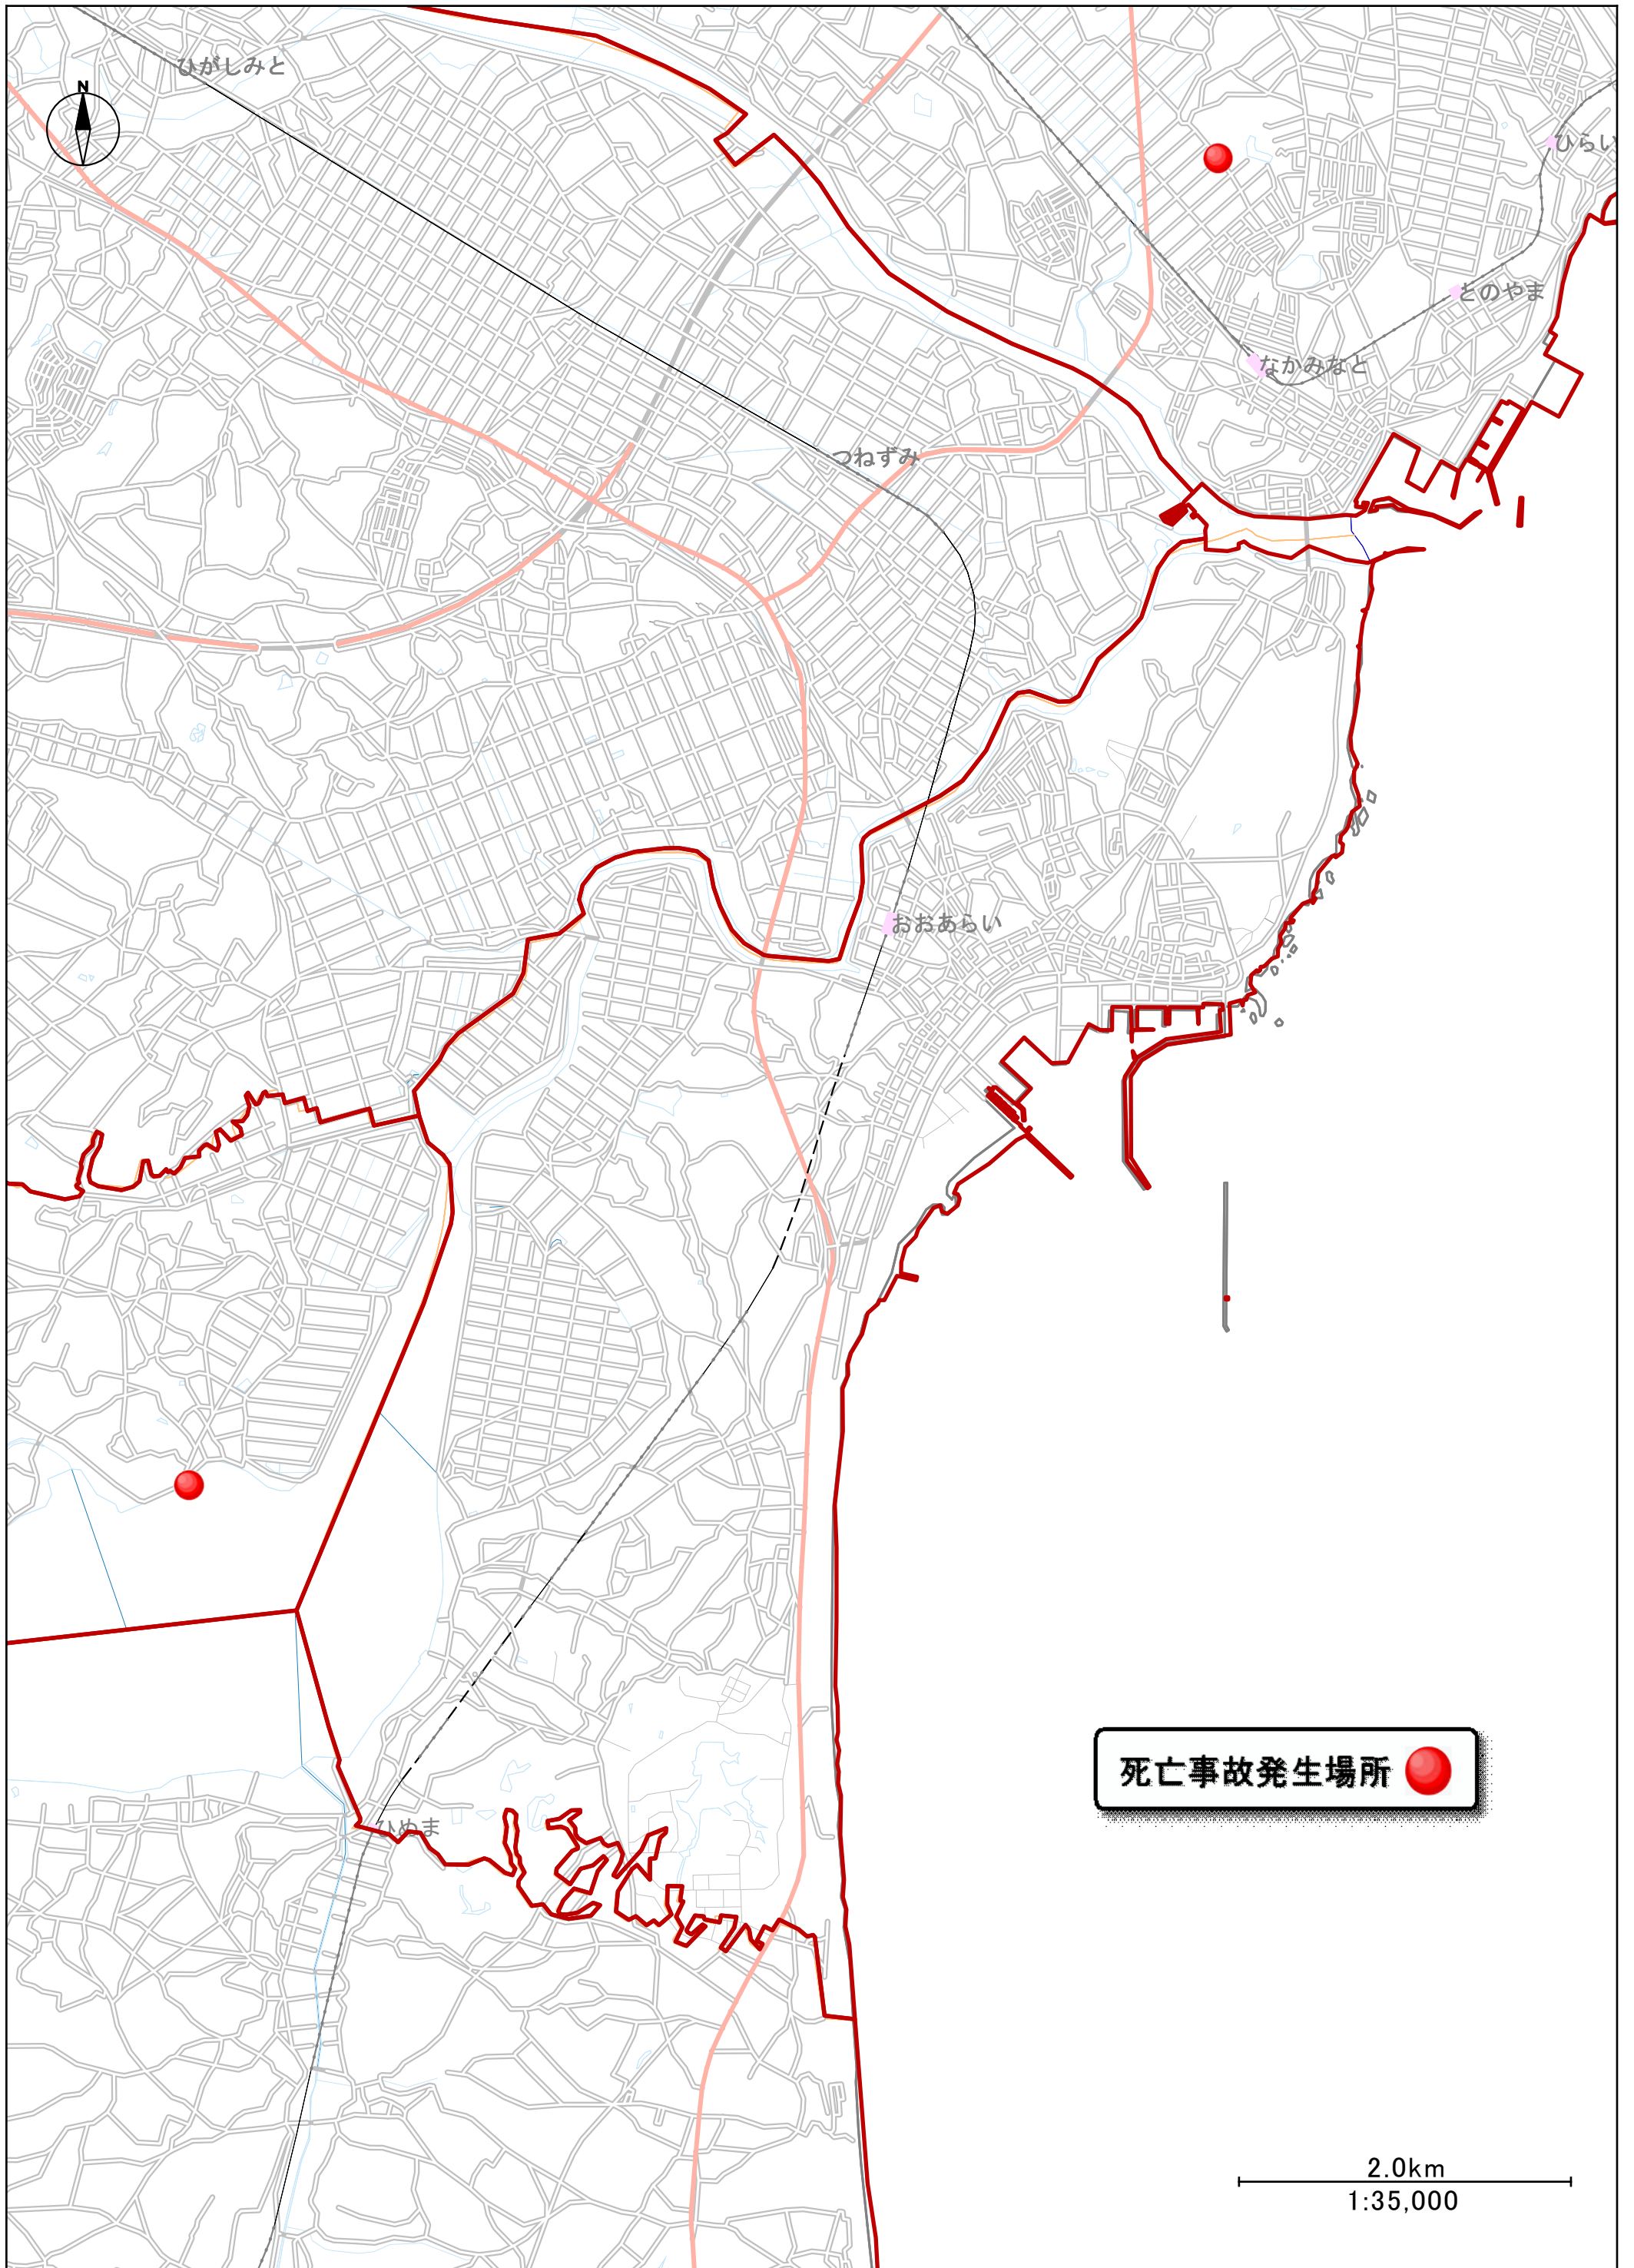 ひがしみと
N
ひらい
とのやま
なかみなと
つねずみ
おおあらい
死亡事故発生場所
ひぬま
2.0km
1:35,000